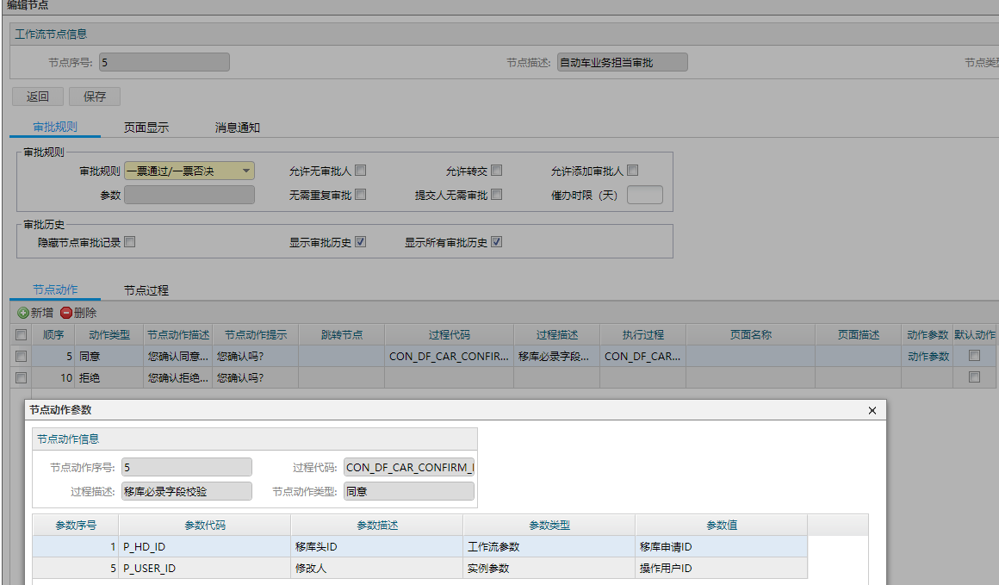 编辑节点
工作流节点信息
节点序号: 5 节点描述: 自动车业务担当审批 节点类型
返回 保存
审批规则 页面显示 消息通知
审批规则
审批规则 一票通过/一票否决 允许无审批人 允许转交 允许添加审批人
参数 无需重复审批 提交人无需审批 催办时限（天）
审批历史
隐藏节点审批记录 显示审批历史 显示所有审批历史
节点动作 节点过程
新增 删除
顺序 动作类型 节点动作描述 节点动作提示 跳转节点 过程代码 过程描述 执行过程 页面名称 页面描述 动作参数 默认动作
5 同意 您确认同意... 您确认吗? CON_DF_CAR_CONFIR... 移库必录字段... CON_DF_CAR... 动作参数
10 拒绝 您确认拒绝... 您确认吗?
节点动作参数
节点动作信息
节点动作序号: 5 过程代码: CON_DF_CAR_CONFIRM_
过程描述: 移库必录字段校验 节点动作类型: 同意
参数序号 参数代码 参数描述 参数类型 参数值
1 P_HD_ID 移库头ID 工作流参数 移库申请ID
5 P_USER_ID 修改人 实例参数 操作用户ID